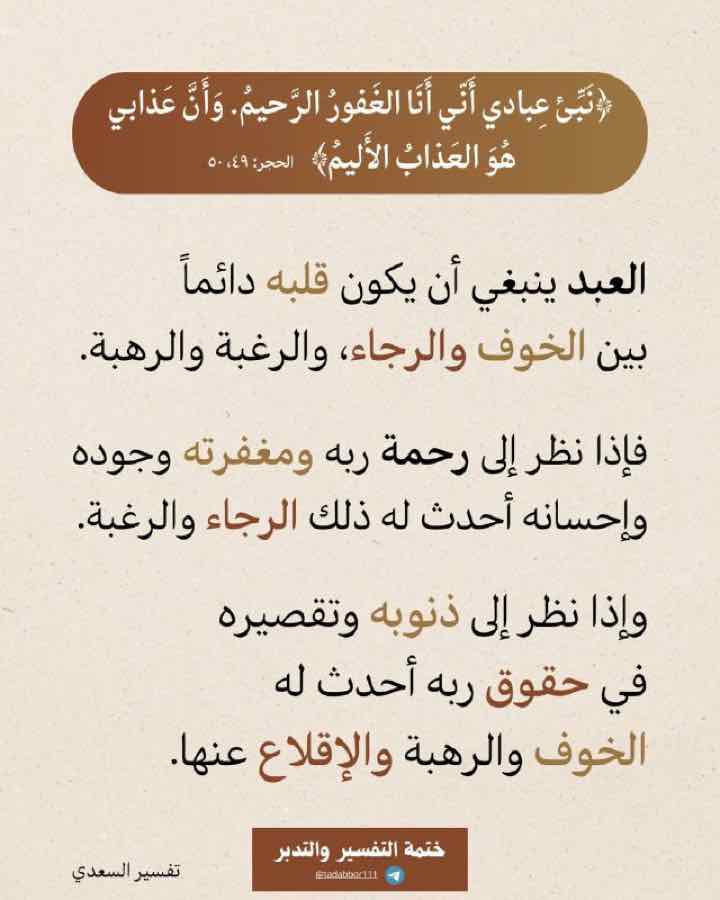 ﴿نَبِّئْ عِبادي أَنّي أَنَا الغَفورُ الرَّحيمُ. وَأَنَّ عَذابي
هُوَ العَذابُ الأَليمُ﴾ الحجر: ٤٩، ٥٠
العبد ينبغي أن يكون قلبه دائماً
بين الخوف والرجاء، والرغبة والرهبة.
فإذا نظر إلى رحمة ربه ومغفرته وجوده
وإحسانه أحدث له ذلك الرجاء والرغبة.
وإذا نظر إلى ذنوبه وتقصيره
في حقوق ربه أحدث له
الخوف والرهبة والإقلاع عنها.
ختمة التفسير والتدبر
@tadabbor111
تفسير السعدي